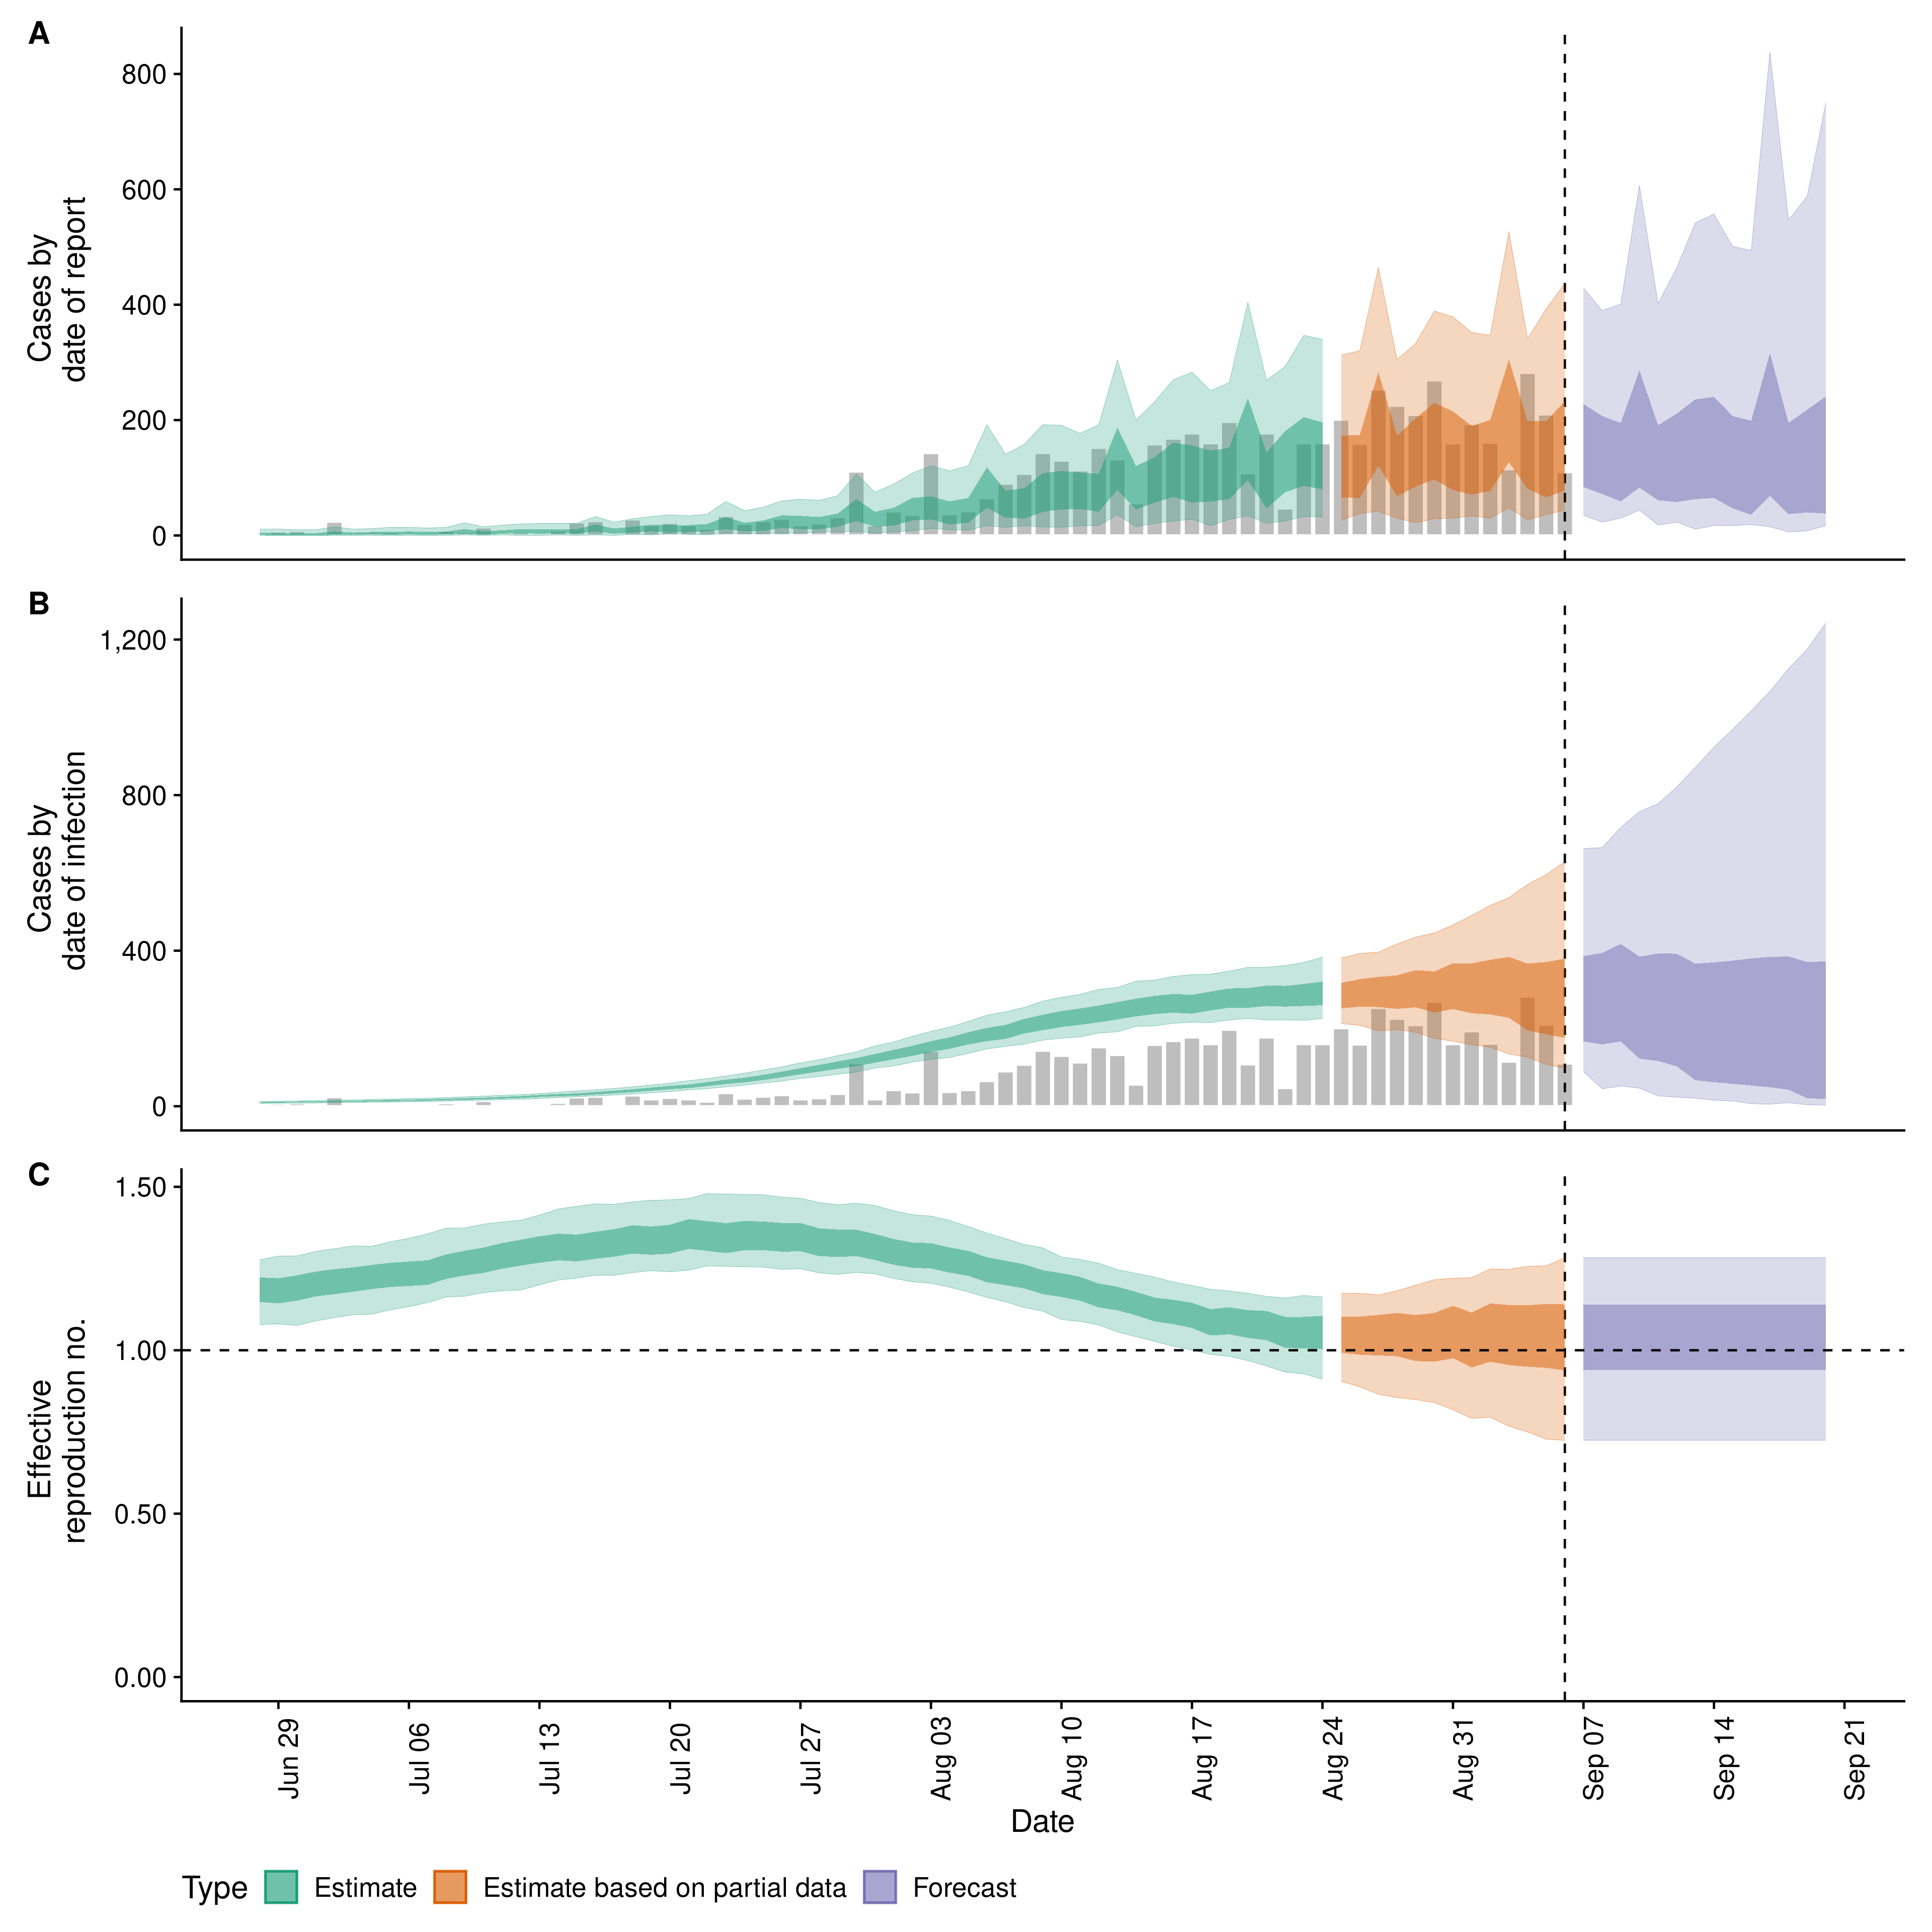 A
Cases by
date of report
800
600
400
200
0
B
Cases by
date of infection
1,200
800
400
0
C
Effective
reproduction no.
1.50
1.00
0.50
0.00
Jun 29
Jul 06
Jul 13
Jul 20
Jul 27
Aug 03
Aug 10
Aug 17
Aug 24
Aug 31
Sep 07
Sep 14
Sep 21
Date
Type Estimate Estimate based on partial data Forecast